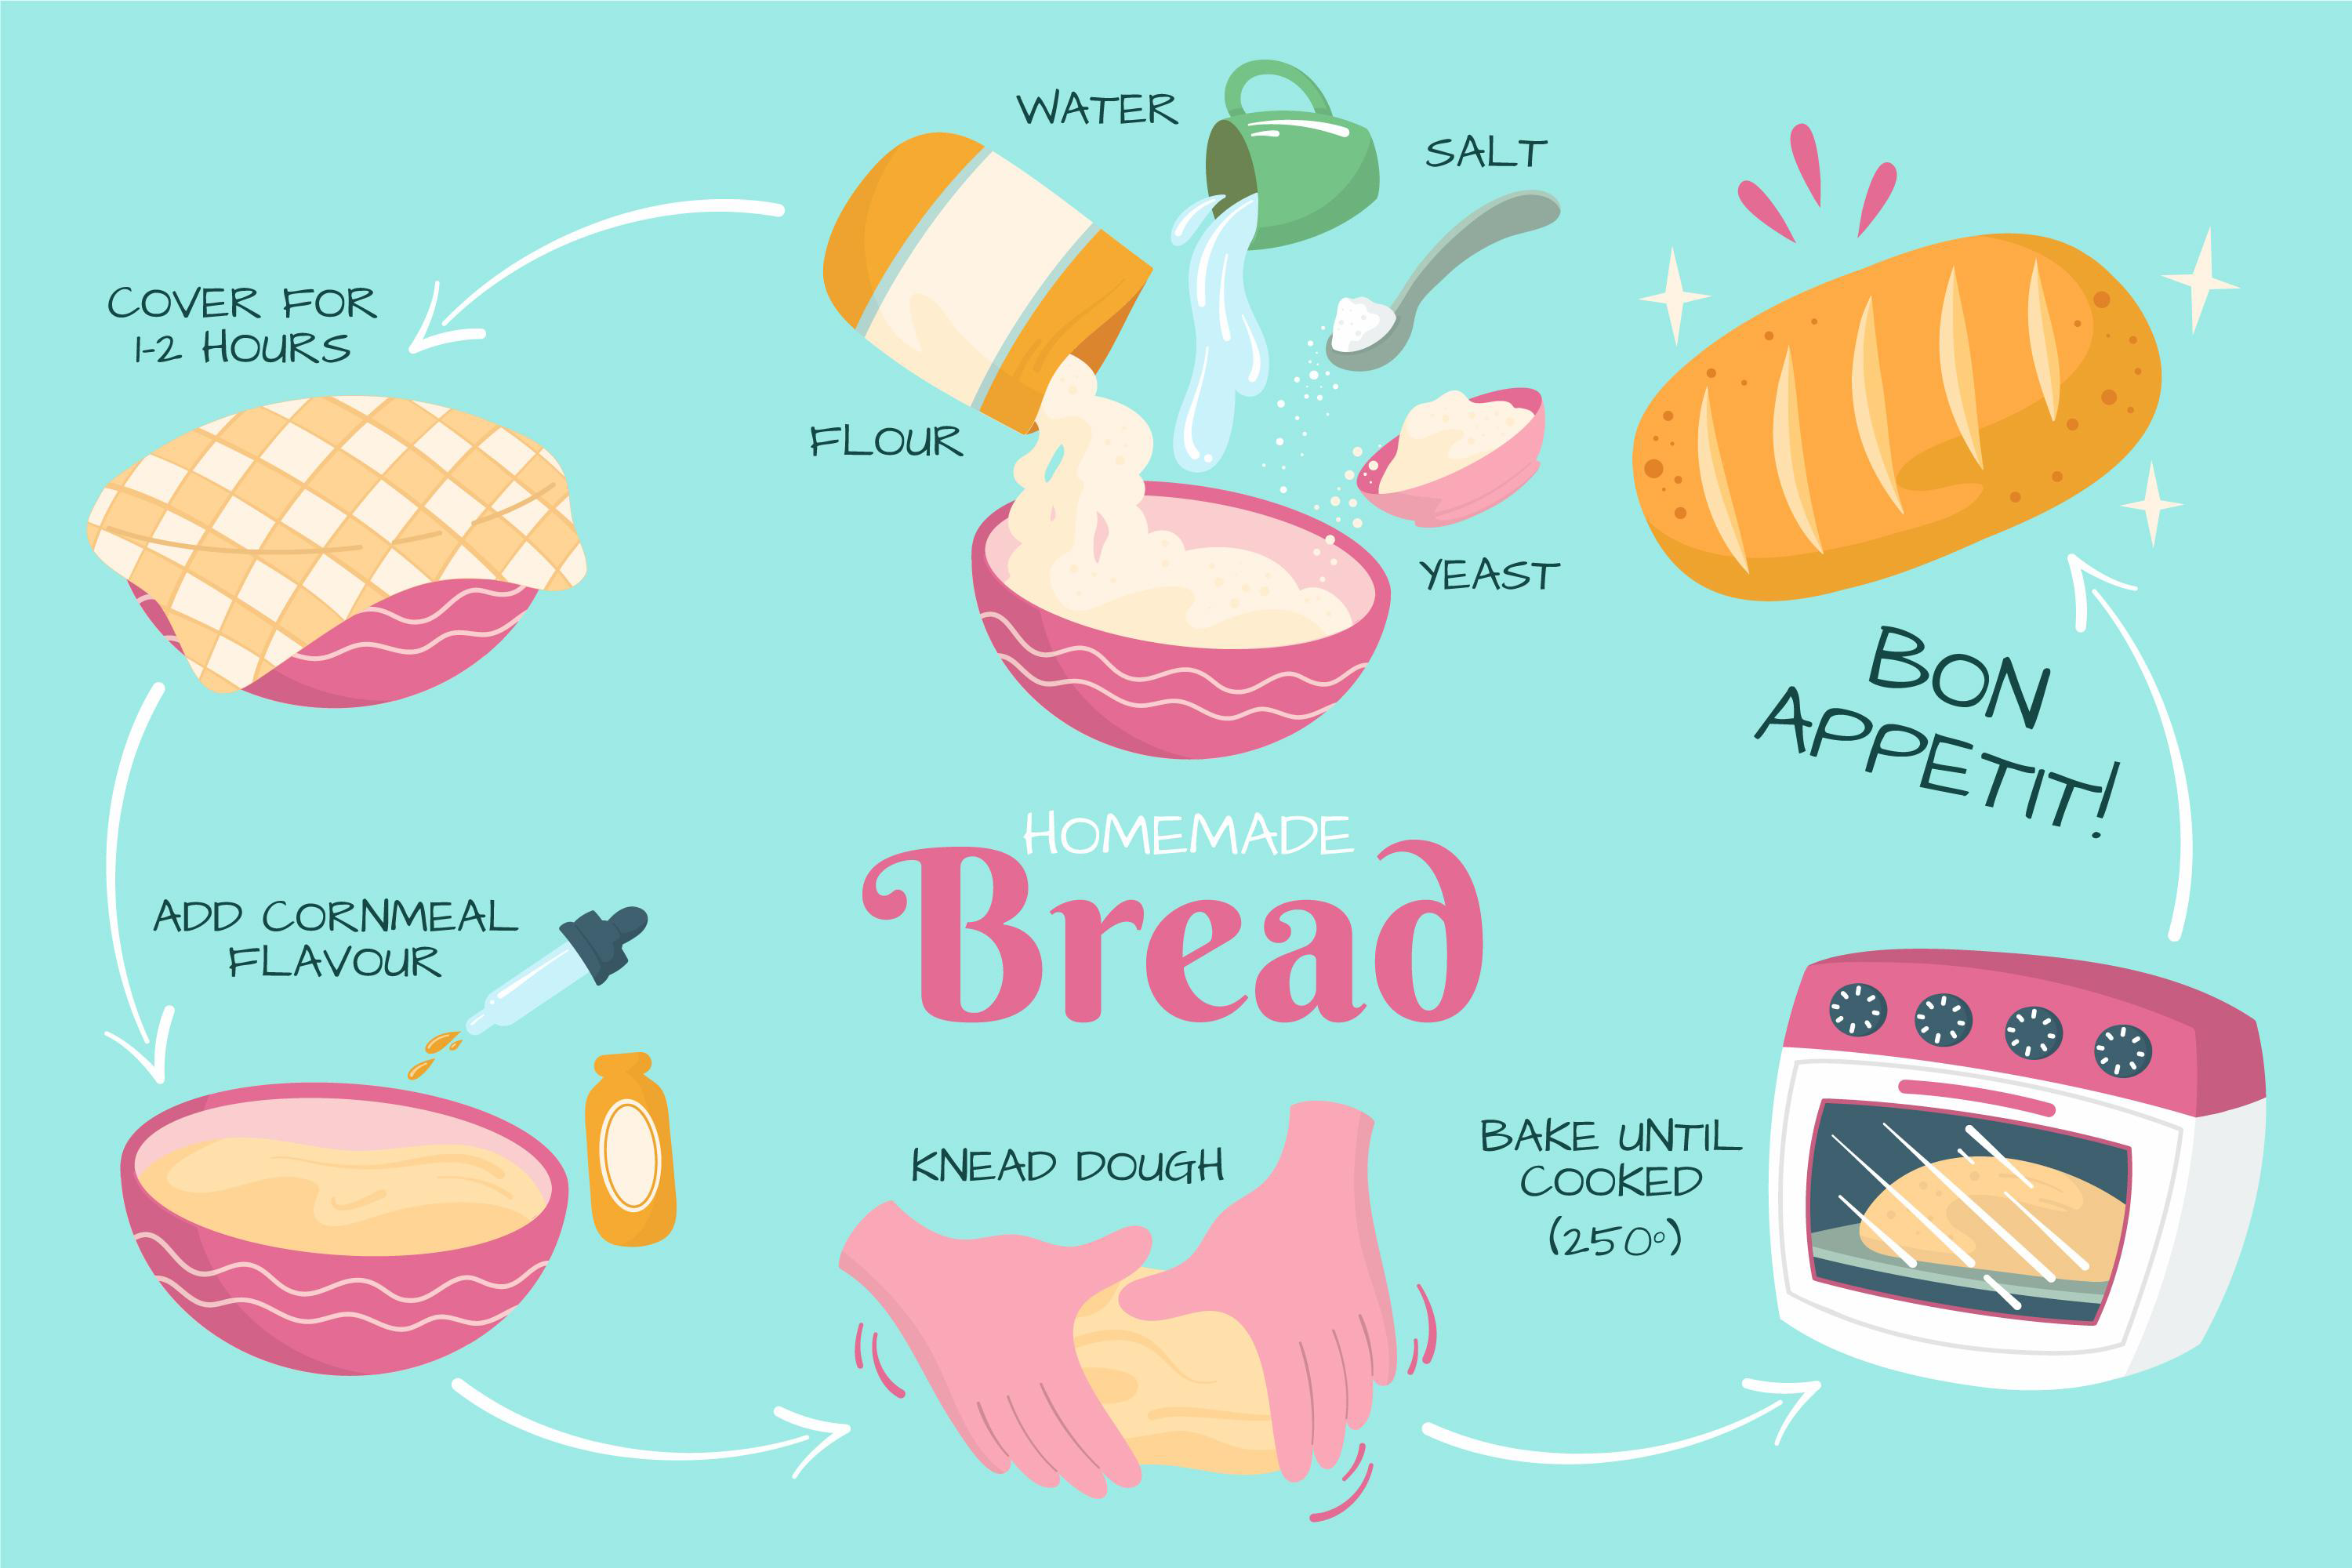 WATER
SALT
FLOUR
YEAST
COVER FOR
1-2 HOURS
ADD CORNMEAL
FLAVOUR
HOMEMADE
Bread
KNEAD DOUGH
BAKE UNTIL
COOKED
(250°)
BON
APPETIT!